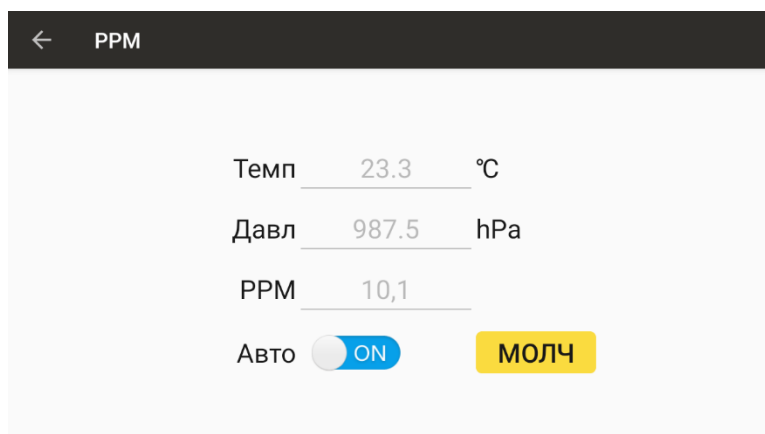 PPM
Темп 23.3 °C
Давл 987.5 hPa
PPM 10,1
Авто ON МОЛЧ